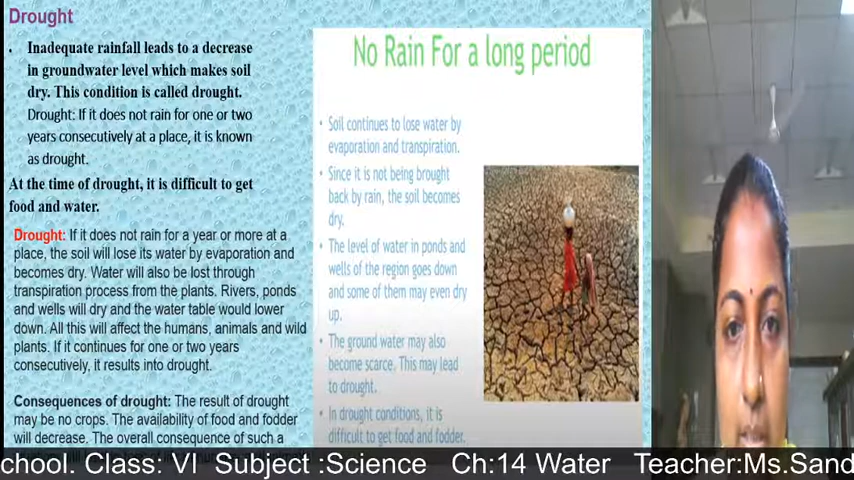 Drought
• Inadequate rainfall leads to a decrease
in groundwater level which makes soil
dry. This condition is called drought.
Drought: If it does not rain for one or two
years consecutively at a place, it is known
as drought.
At the time of drought, it is difficult to get
food and water.
Drought: If it does not rain for a year or more at a
place, the soil will lose its water by evaporation and
becomes dry. Water will also be lost through
transpiration process from the plants. Rivers, ponds
and wells will dry and the water table would lower
down. All this will affect the humans, animals and wild
plants. If it continues for one or two years
consecutively, it results into drought.
Consequences of drought: The result of drought
may be no crops. The availability of food and fodder
will decrease. The overall consequence of such a
No Rain For a long period
• Soil continues to lose water by
evaporation and transpiration.
• Since it is not being brought
back by rain, the soil becomes
dry.
• The level of water in ponds and
wells of the region goes down
and some of them may even dry
up.
• The ground water may also
become scarce. This may lead
to drought.
• In drought conditions, it is
difficult to get food and fodder.
chool. Class: VI Subject :Science Ch:14 Water Teacher:Ms.Sand